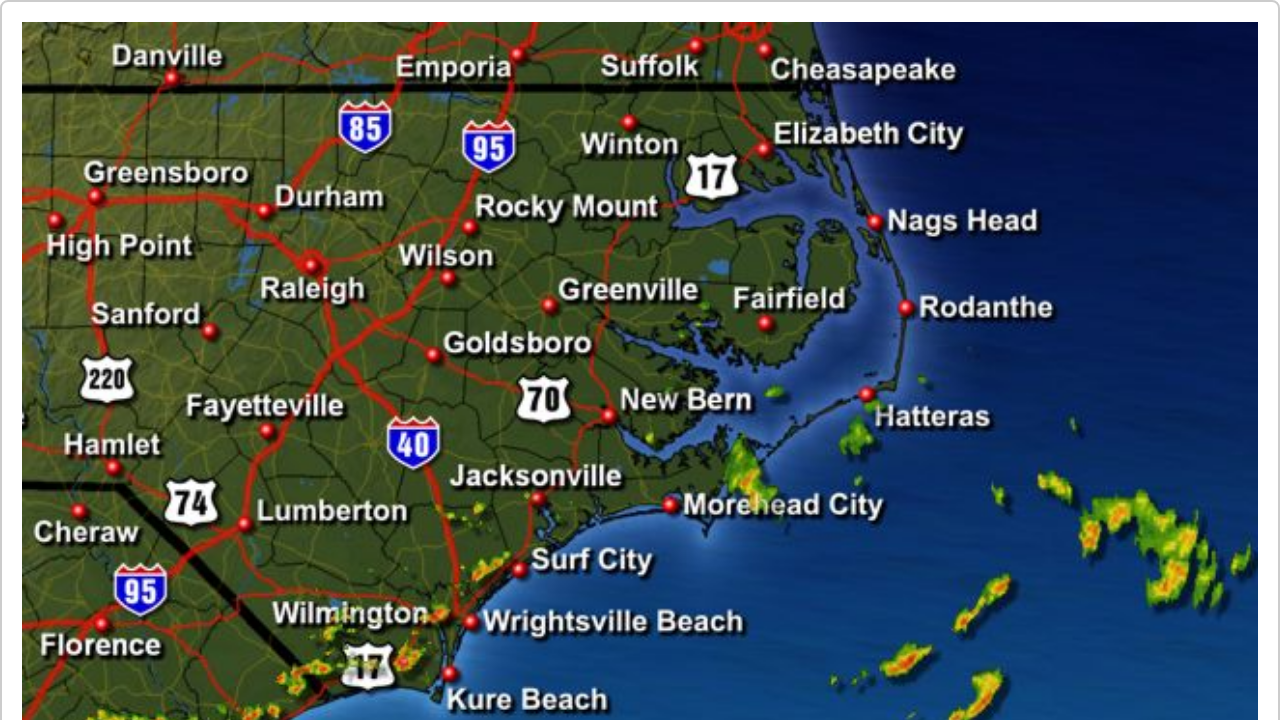 Danville
Emporia
Suffolk
Cheasapeake
85
95
Winton
Elizabeth City
17
Greensboro
Durham
Rocky Mount
Nags Head
High Point
Wilson
Raleigh
Greenville
Fairfield
Rodanthe
Sanford
Goldsboro
220
70
New Bern
Fayetteville
Hatteras
40
Hamlet
Jacksonville
74
Morehead City
Lumberton
Cheraw
Surf City
95
Wilmington
Wrightsville Beach
Florence
17
Kure Beach